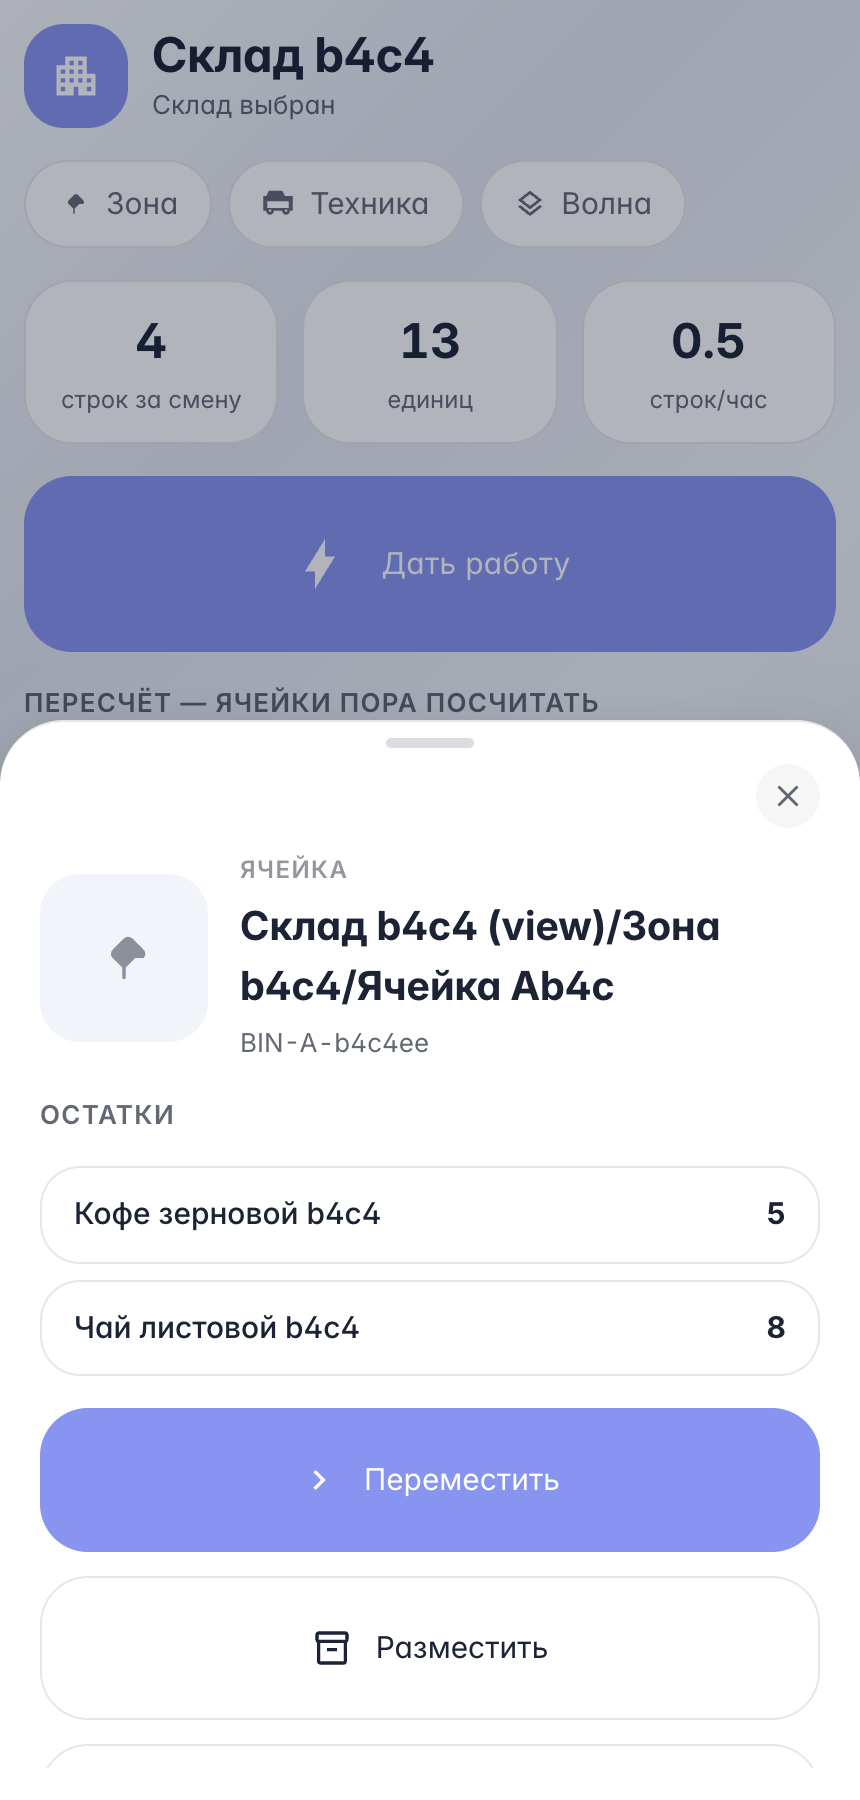 Склад b4c4
Склад выбран
Зона
Техника
Волна
4
строк за смену
13
единиц
0.5
строк/час
Дать работу
ПЕРЕСЧЁТ — ЯЧЕЙКИ ПОРА ПОСЧИТАТЬ
ЯЧЕЙКА
Склад b4c4 (view)/Зона
b4c4/Ячейка Ab4c
BIN-A-b4c4ee
ОСТАТКИ
Кофе зерновой b4c4 5
Чай листовой b4c4 8
Переместить
Разместить